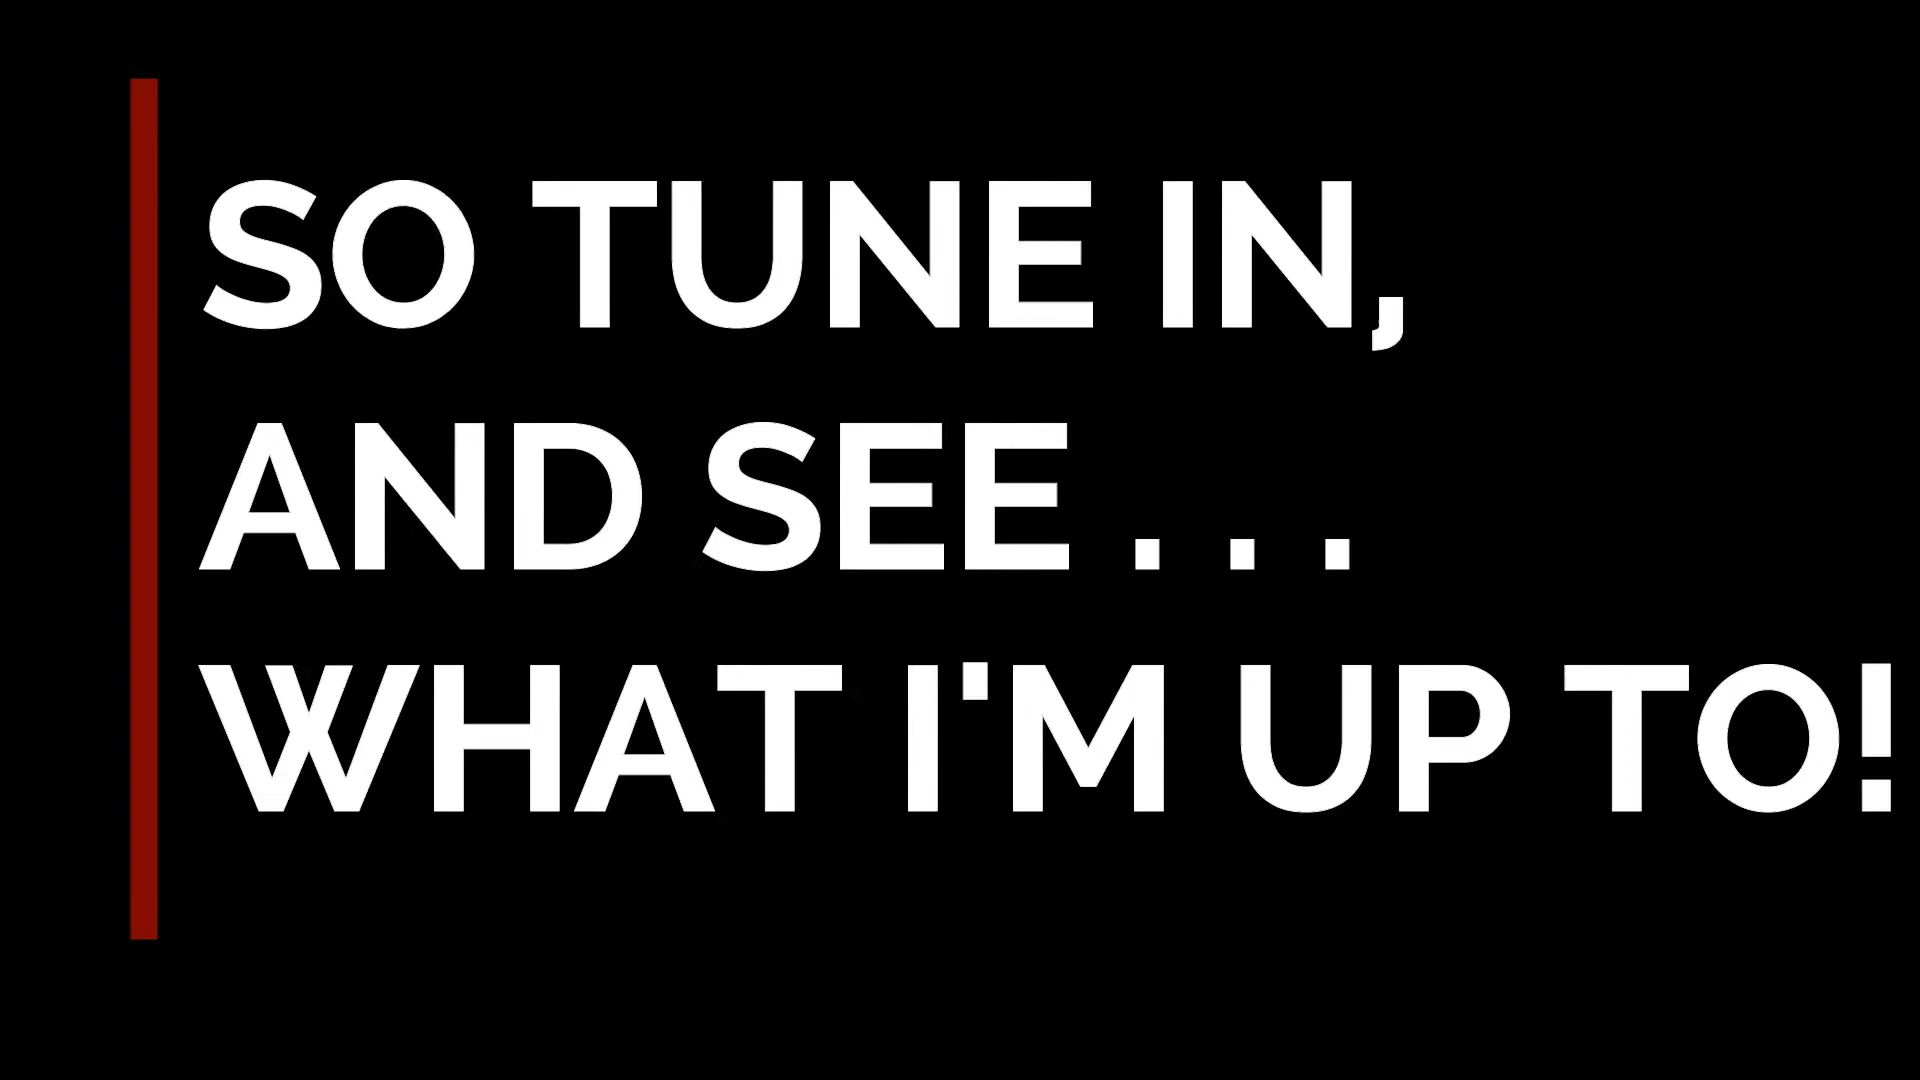 SO TUNE IN,
AND SEE . . .
WHAT I'M UP TO!